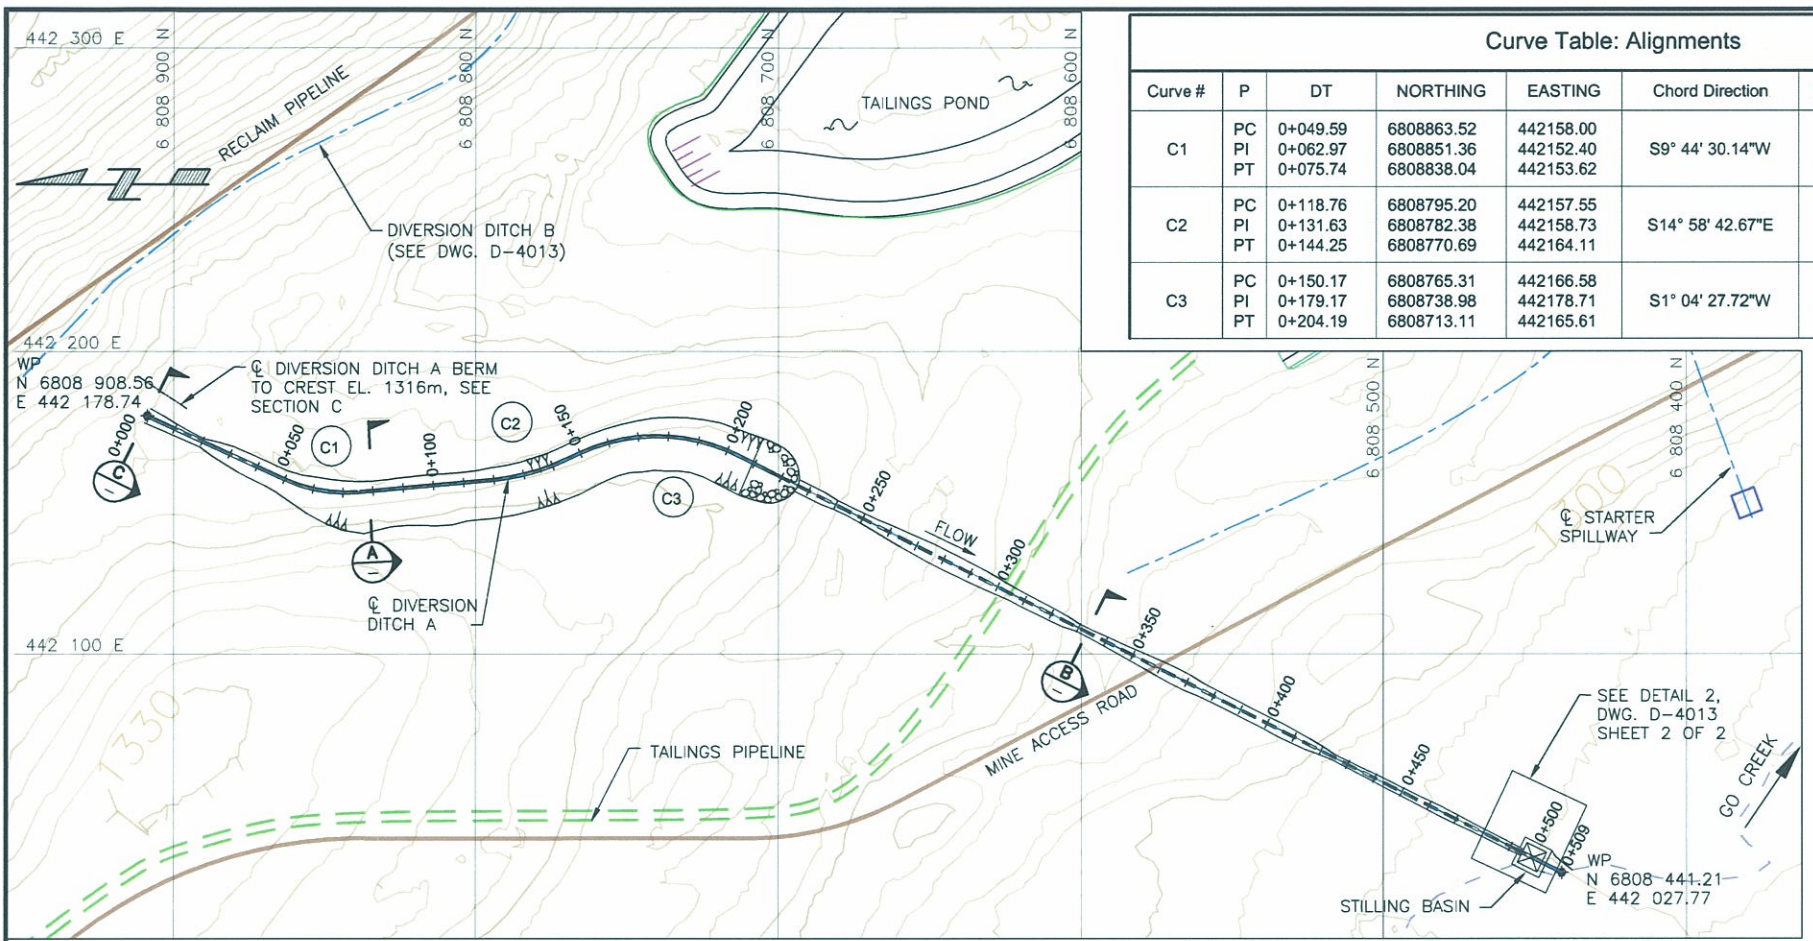 442 300 E
6 808 900 N
6 808 800 N
6 808 700 N
6 808 600 N
130
RECLAIM PIPELINE
TAILINGS POND
DIVERSION DITCH B
(SEE DWG. D-4013)
Curve Table: Alignments
Curve # P DT NORTHING EASTING Chord Direction
C1 PC 0+049.59 6808863.52 442158.00 S9° 44' 30.14"W
PI 0+062.97 6808851.36 442152.40
PT 0+075.74 6808838.04 442153.62
C2 PC 0+118.76 6808795.20 442157.55 S14° 58' 42.67"E
PI 0+131.63 6808782.38 442158.73
PT 0+144.25 6808770.69 442164.11
C3 PC 0+150.17 6808765.31 442166.58 S1° 04' 27.72"W
PI 0+179.17 6808738.98 442178.71
PT 0+204.19 6808713.11 442165.61
442 200 E
WP
N 6808 908.56
E 442 178.74
℄ DIVERSION DITCH A BERM
TO CREST EL. 1316m, SEE
SECTION C
6 808 500 N
6 808 400 N
0+000
0+050
C1
0+100
C2
0+150
0+200
C3
0+250
C
–
A
–
℄ DIVERSION
DITCH A
FLOW
0+300
1300
℄ STARTER
SPILLWAY
442 100 E
0+350
B
–
MINE ACCESS ROAD
0+400
1330
TAILINGS PIPELINE
SEE DETAIL 2,
DWG. D-4013
SHEET 2 OF 2
0+450
GO CREEK
0+500
0+509
WP
N 6808 441.21
E 442 027.77
STILLING BASIN